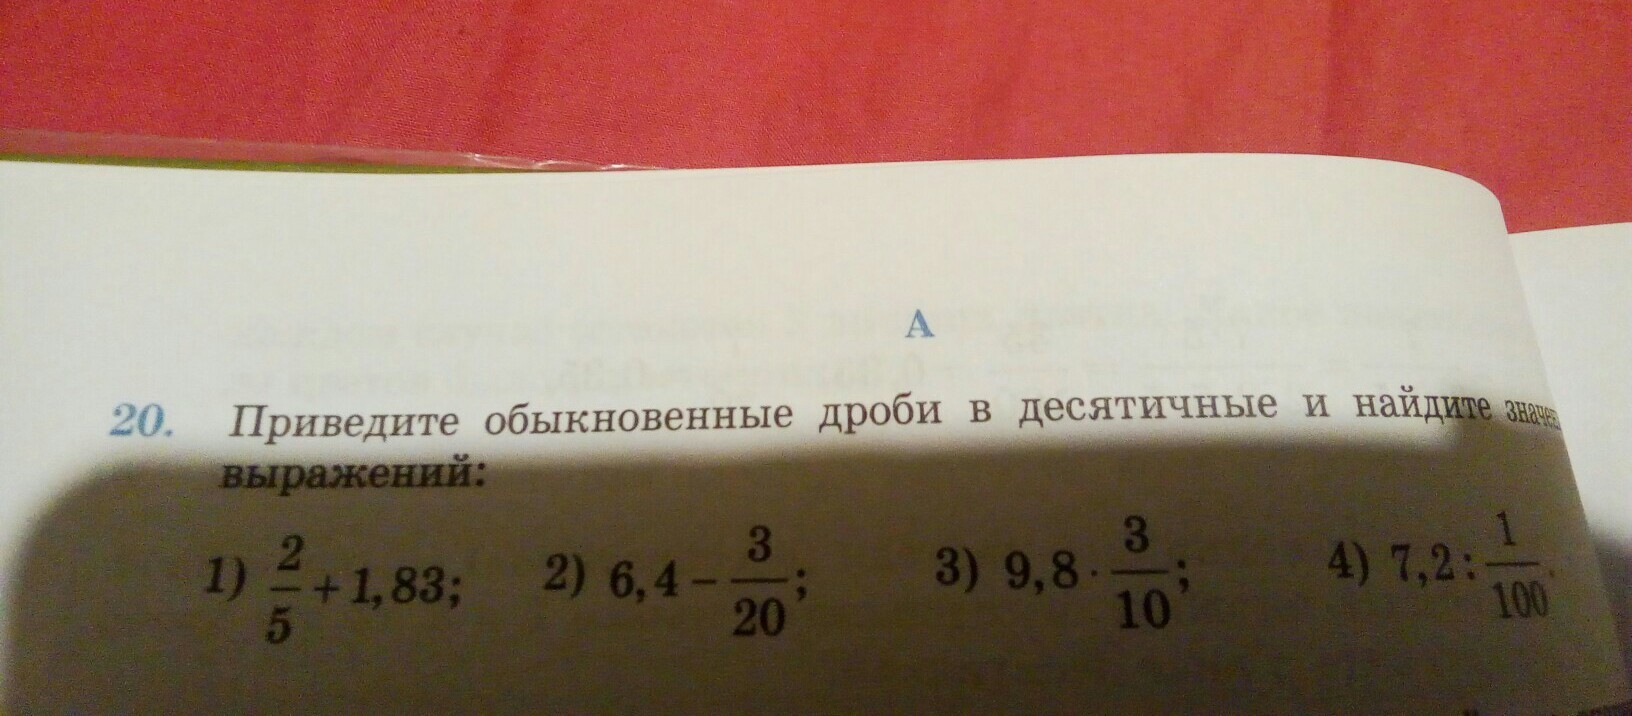 А
20. Приведите обыкновенные дроби в десятичные и найдите
выражений:
1) 2/5 + 1,83; 2) 6,4 − 3/20; 3) 9,8 · 3/10; 4) 7,2 : 1/100.